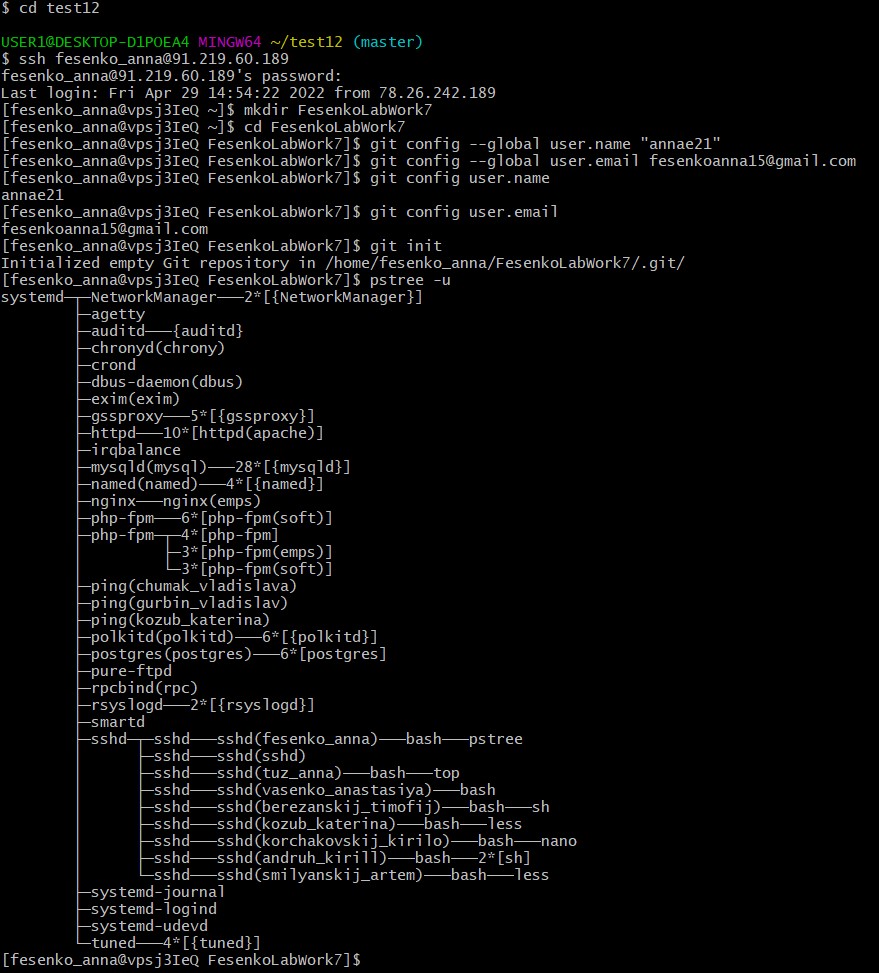 $ cd test12
USER1@DESKTOP-D1POEA4 MINGW64 ~/test12 (master)
$ ssh fesenko_anna@91.219.60.189
fesenko_anna@91.219.60.189's password:
Last login: Fri Apr 29 14:54:22 2022 from 78.26.242.189
[fesenko_anna@vpsj3IeQ ~]$ mkdir FesenkoLabWork7
[fesenko_anna@vpsj3IeQ ~]$ cd FesenkoLabWork7
[fesenko_anna@vpsj3IeQ FesenkoLabWork7]$ git config --global user.name "annae21"
[fesenko_anna@vpsj3IeQ FesenkoLabWork7]$ git config --global user.email fesenkoanna15@gmail.com
[fesenko_anna@vpsj3IeQ FesenkoLabWork7]$ git config user.name
annae21
[fesenko_anna@vpsj3IeQ FesenkoLabWork7]$ git config user.email
fesenkoanna15@gmail.com
[fesenko_anna@vpsj3IeQ FesenkoLabWork7]$ git init
Initialized empty Git repository in /home/fesenko_anna/FesenkoLabWork7/.git/
[fesenko_anna@vpsj3IeQ FesenkoLabWork7]$ pstree -u
systemd─┬─NetworkManager───2*[{NetworkManager}]
        ├─agetty
        ├─auditd───{auditd}
        ├─chronyd(chrony)
        ├─crond
        ├─dbus-daemon(dbus)
        ├─exim(exim)
        ├─gssproxy───5*[{gssproxy}]
        ├─httpd───10*[httpd(apache)]
        ├─irqbalance
        ├─mysqld(mysql)───28*[{mysqld}]
        ├─named(named)───4*[{named}]
        ├─nginx───nginx(emps)
        ├─php-fpm───6*[php-fpm(soft)]
        ├─php-fpm─┬─4*[php-fpm]
        │         ├─3*[php-fpm(emps)]
        │         └─3*[php-fpm(soft)]
        ├─ping(chumak_vladislava)
        ├─ping(gurbin_vladislav)
        ├─ping(kozub_katerina)
        ├─polkitd(polkitd)───6*[{polkitd}]
        ├─postgres(postgres)───6*[postgres]
        ├─pure-ftpd
        ├─rpcbind(rpc)
        ├─rsyslogd───2*[{rsyslogd}]
        ├─smartd
        ├─sshd─┬─sshd───sshd(fesenko_anna)───bash───pstree
        │      ├─sshd───sshd(sshd)
        │      ├─sshd───sshd(tuz_anna)───bash───top
        │      ├─sshd───sshd(vasenko_anastasiya)───bash
        │      ├─sshd───sshd(berezanskij_timofij)───bash───sh
        │      ├─sshd───sshd(kozub_katerina)───bash───less
        │      ├─sshd───sshd(korchakovskij_kirilo)───bash───nano
        │      ├─sshd───sshd(andruh_kirill)───bash───2*[sh]
        │      └─sshd───sshd(smilyanskij_artem)───bash───less
        ├─systemd-journal
        ├─systemd-logind
        ├─systemd-udevd
        └─tuned───4*[{tuned}]
[fesenko_anna@vpsj3IeQ FesenkoLabWork7]$